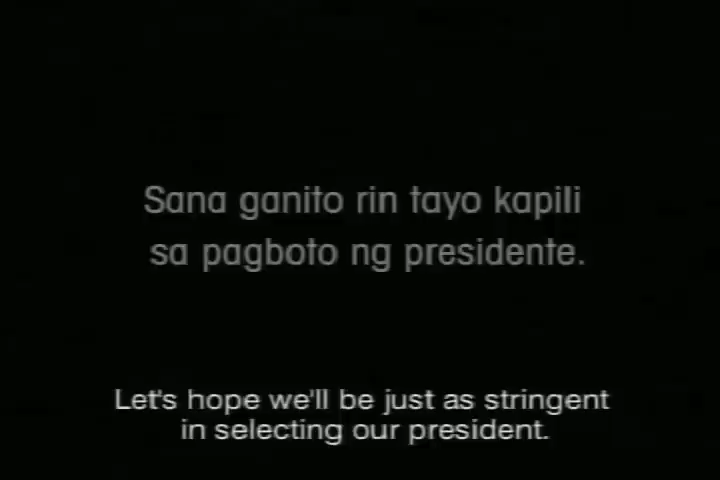 Sana ganito rin tayo kapili
sa pagboto ng presidente.
Let's hope we'll be just as stringent
in selecting our president.